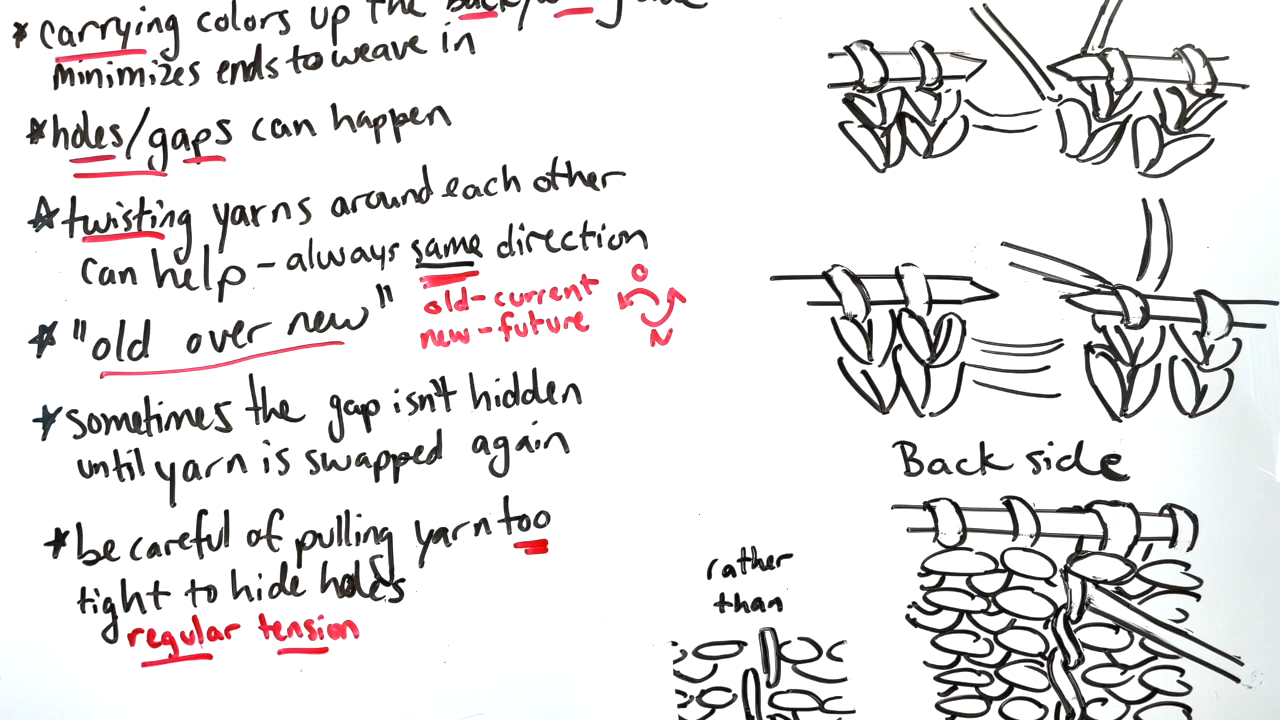 * carrying colors up the
minimizes ends to weave in
* holes/gaps can happen
* twisting yarns around each other
can help - always same direction
old - current
new - future
O
N
* "old over new"
* sometimes the gap isn't hidden
until yarn is swapped again
* be careful of pulling yarn too
tight to hide holes
regular tension
Back side
rather
than